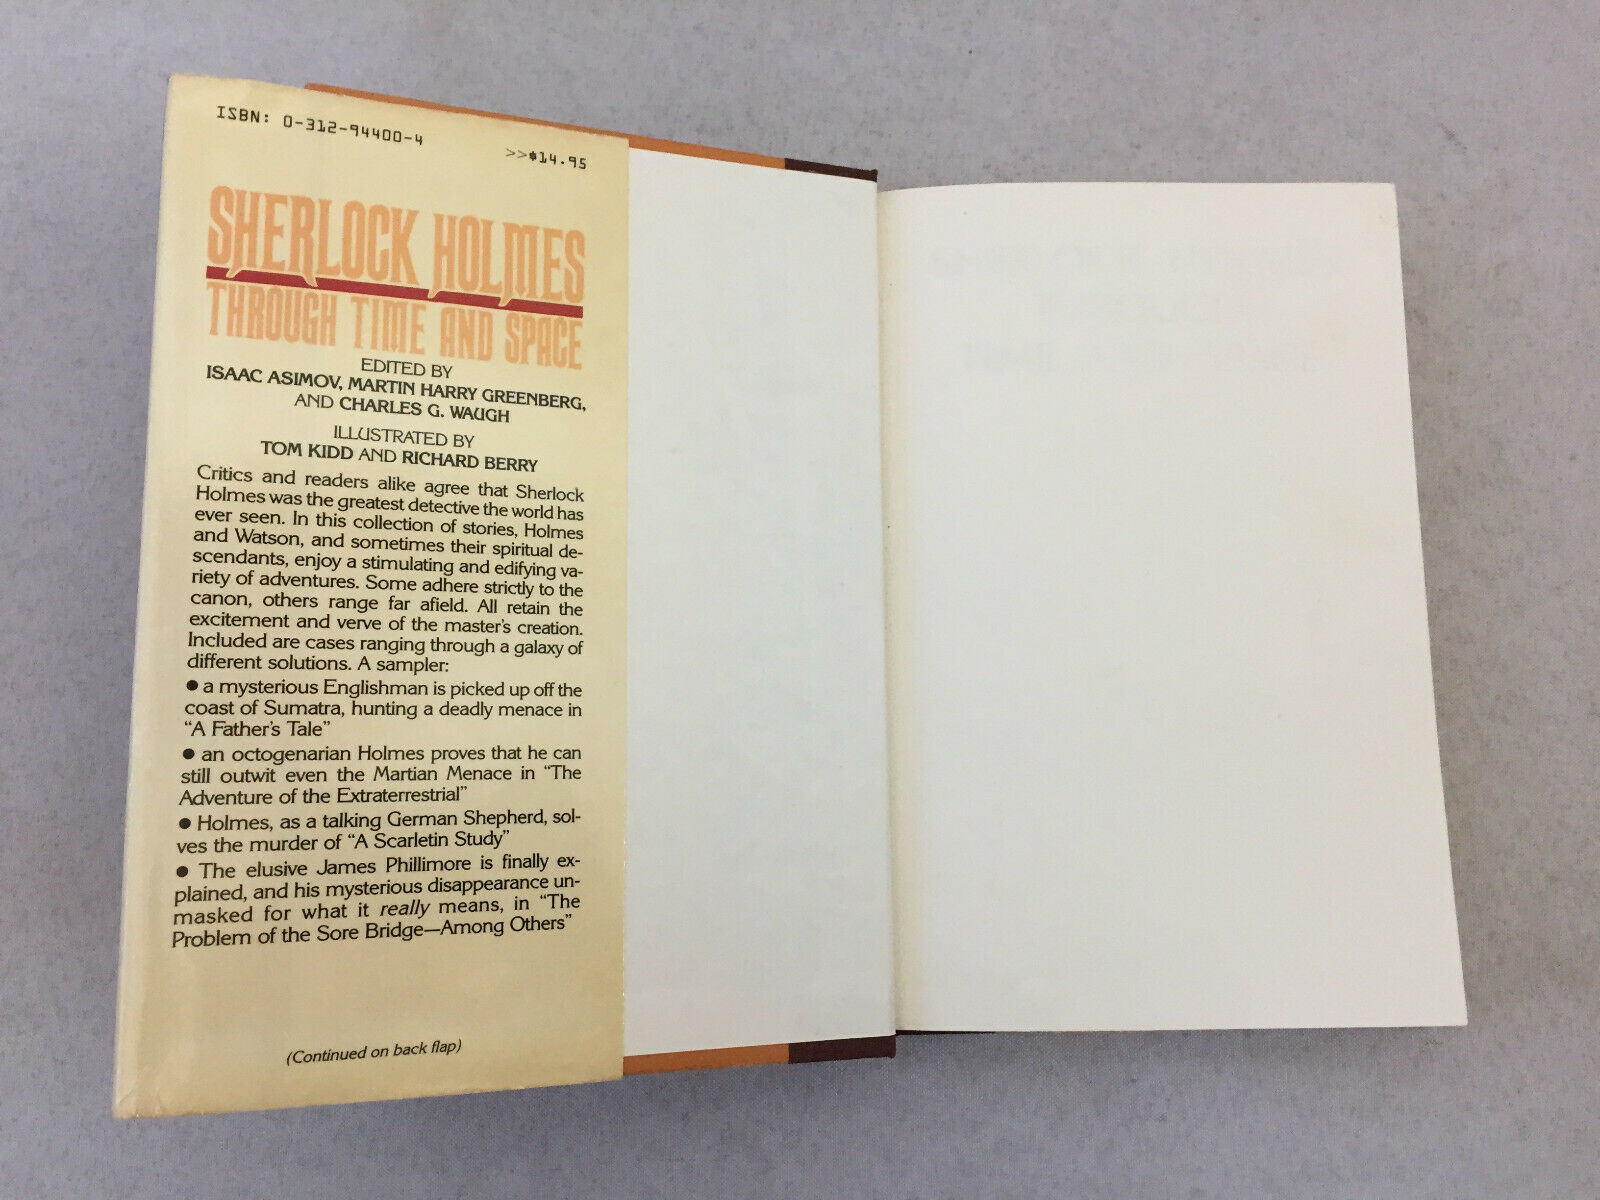 ISBN: 0-312-94400-4
>>$14.95
SHERLOCK HOLMES
THROUGH TIME AND SPACE
EDITED BY
ISAAC ASIMOV, MARTIN HARRY GREENBERG,
AND CHARLES G. WAUGH
ILLUSTRATED BY
TOM KIDD AND RICHARD BERRY
Critics and readers alike agree that Sherlock
Holmes was the greatest detective the world has
ever seen. In this collection of stories, Holmes
and Watson, and sometimes their spiritual de-
scendants, enjoy a stimulating and edifying va-
riety of adventures. Some adhere strictly to the
canon, others range far afield. All retain the
excitement and verve of the master's creation.
Included are cases ranging through a galaxy of
different solutions. A sampler:
● a mysterious Englishman is picked up off the
coast of Sumatra, hunting a deadly menace in
“A Father's Tale”
● an octogenarian Holmes proves that he can
still outwit even the Martian Menace in “The
Adventure of the Extraterrestrial”
● Holmes, as a talking German Shepherd, sol-
ves the murder of “A Scarletin Study”
● The elusive James Phillimore is finally ex-
plained, and his mysterious disappearance un-
masked for what it really means, in “The
Problem of the Sore Bridge—Among Others”
(Continued on back flap)